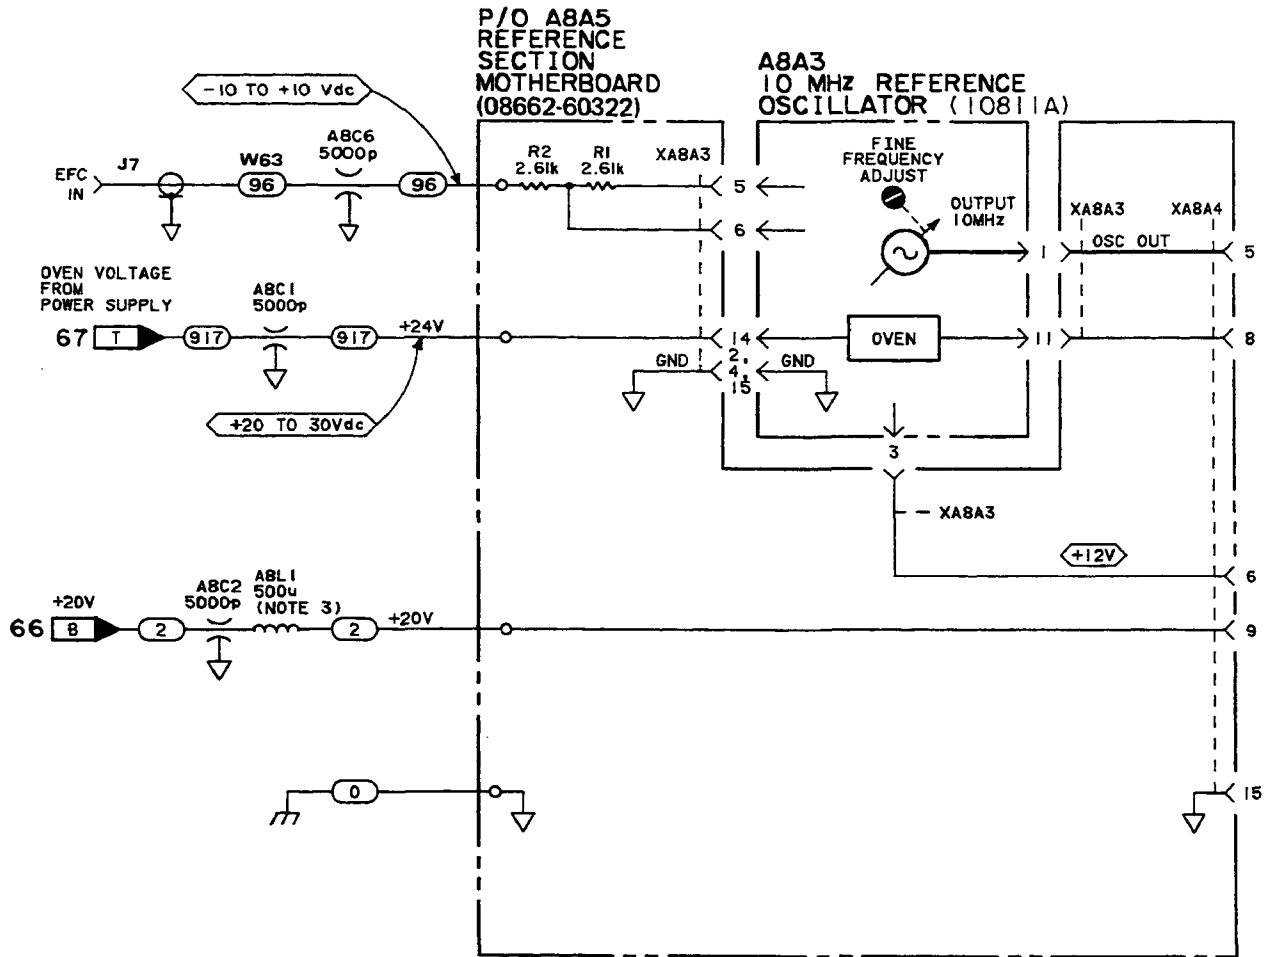 P/O A8A5
REFERENCE
SECTION
MOTHERBOARD
(08662-60322)
A8A3
10 MHz REFERENCE
OSCILLATOR (10811A)
-10 TO +10 Vdc
A8C6
5000p
J7
W63
EFC
IN
96
96
R2
2.61k
R1
2.61k
XA8A3
5
6
FINE
FREQUENCY
ADJUST
OUTPUT
10MHz
XA8A3
XA8A4
1
OSC OUT
5
OVEN VOLTAGE
FROM
POWER SUPPLY
A8C1
5000p
67
T
917
917
+24V
14
OVEN
11
8
GND
2,
4,
15
GND
+20 TO 30Vdc
3
XA8A3
+12V
6
+20V
A8C2
5000p
A8L1
500u
(NOTE 3)
66
B
2
2
+20V
9
0
15